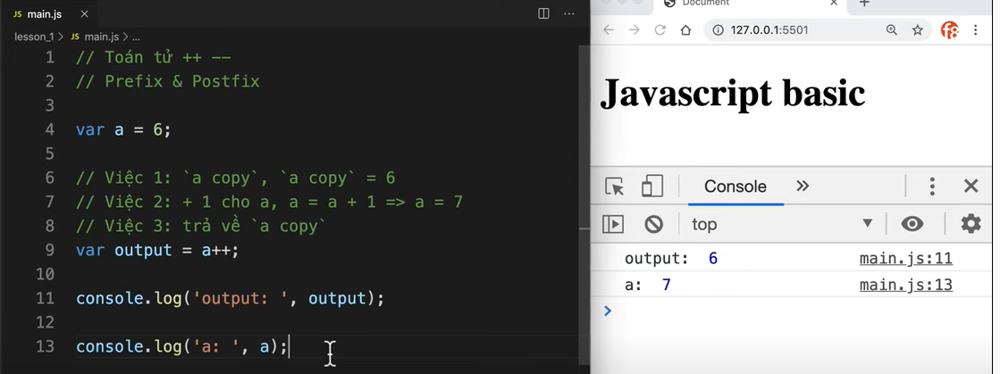 JS main.js ×
lesson_1 > JS main.js > ...
1 // Toán tử ++ --
2 // Prefix & Postfix
3
4 var a = 6;
5
6 // Việc 1: `a copy`, `a copy` = 6
7 // Việc 2: + 1 cho a, a = a + 1 => a = 7
8 // Việc 3: trả về `a copy`
9 var output = a++;
10
11 console.log('output: ', output);
12
13 console.log('a: ', a);
Document
127.0.0.1:5501
f8
Javascript basic
Console
top
output: 6 main.js:11
a: 7 main.js:13